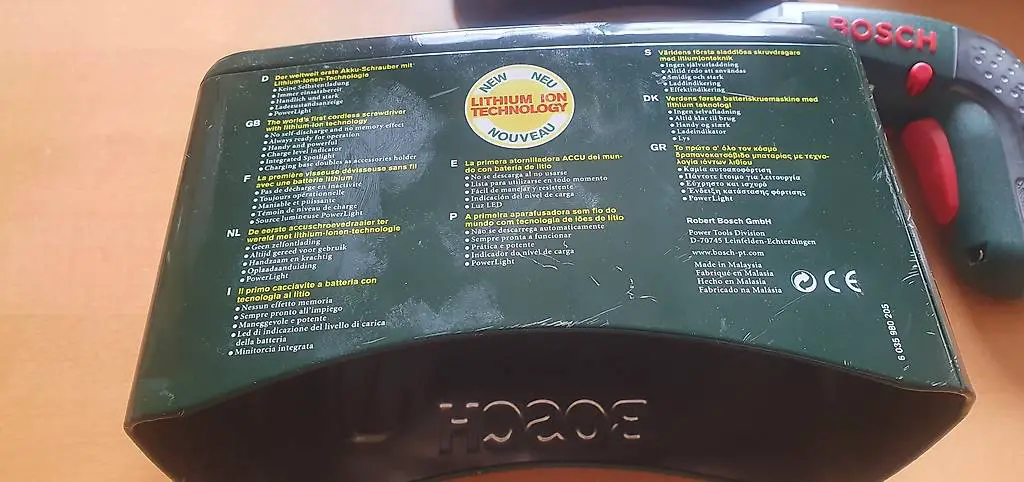 D Der weltweit erste Akku-Schrauber mit
Lithium-Ionen-Technologie
• Keine Selbstentladung
• Immer einsatzbereit
• Handlich und stark
• Ladezustandsanzeige
• PowerLight
GB The world's first cordless screwdriver
with lithium-ion technology
• No self-discharge and no memory effect
• Always ready for operation
• Handy and powerful
• Charge level indicator
• Integrated Spotlight
• Charging base doubles as accessories holder
F La première visseuse dévisseuse sans fil
avec une batterie lithium
• Pas de décharge en inactivité
• Toujours opérationnelle
• Maniable et puissante
• Témoin de niveau de charge
• Source lumineuse PowerLight
NL De eerste accuschroevedraaier ter
wereld met lithium-Ionen-technologie
• Geen zelfontlading
• Altijd gereed voor gebruik
• Handzaam en krachtig
• Oplaadaanduiding
• PowerLight
I Il primo cacciavite a batteria con
tecnologia al litio
• Nessun effetto memoria
• Sempre pronto all'impiego
• Maneggevole e potente
• Led di indicazione del livello di carica
della batteria
• Minitorcia integrata
NEW NEU
LITHIUM ION
TECHNOLOGY
NOUVEAU
E La primera atornilladora ACCU del mun-
do con batería de litio
• No se descarga al no usarse
• Lista para utilizarse en todo momento
• Fácil de manejar y resistente
• Indicación del nivel de carga
• Luz LED
P A primeira aparafusadora sem fio do
mundo com tecnologia de iões de lítio
• Não se descarrega automaticamente
• Sempre pronta a funcionar
• Prática e potente
• Indicador do nível de carga
• PowerLight
S Världens första sladdlösa skruvdragare
med litiumjonteknik
• Ingen självurladdning
• Alltid redo att användas
• Smidig och stark
• Laddindikering
• Effektindikering
DK Verdens første batteriskruemaskine med
lithium teknologi
• Ingen selvafladning
• Altid klar til brug
• Handy og stærk
• Ladeindikator
• Lys
GR Το πρώτο σ' όλο τον κόσμο
δραπανοκατσάβιδο μπαταρίας με τεχνο-
λογία ιόντων λιθίου
• Καμία αυτοαποφόρτιση
• Πάντοτε έτοιμο για λειτουργία
• Εύχρηστο και ισχυρό
• Ένδειξη κατάστασης φόρτισης
• PowerLight
Robert Bosch GmbH
Power Tools Division
D-70745 Leinfelden-Echterdingen
www.bosch-pt.com
Made in Malaysia
Fabriqué en Malasia
Hecho en Malasia
Fabricado na Malásia
CE
6 035 980 205
BOSCH
BOSCH